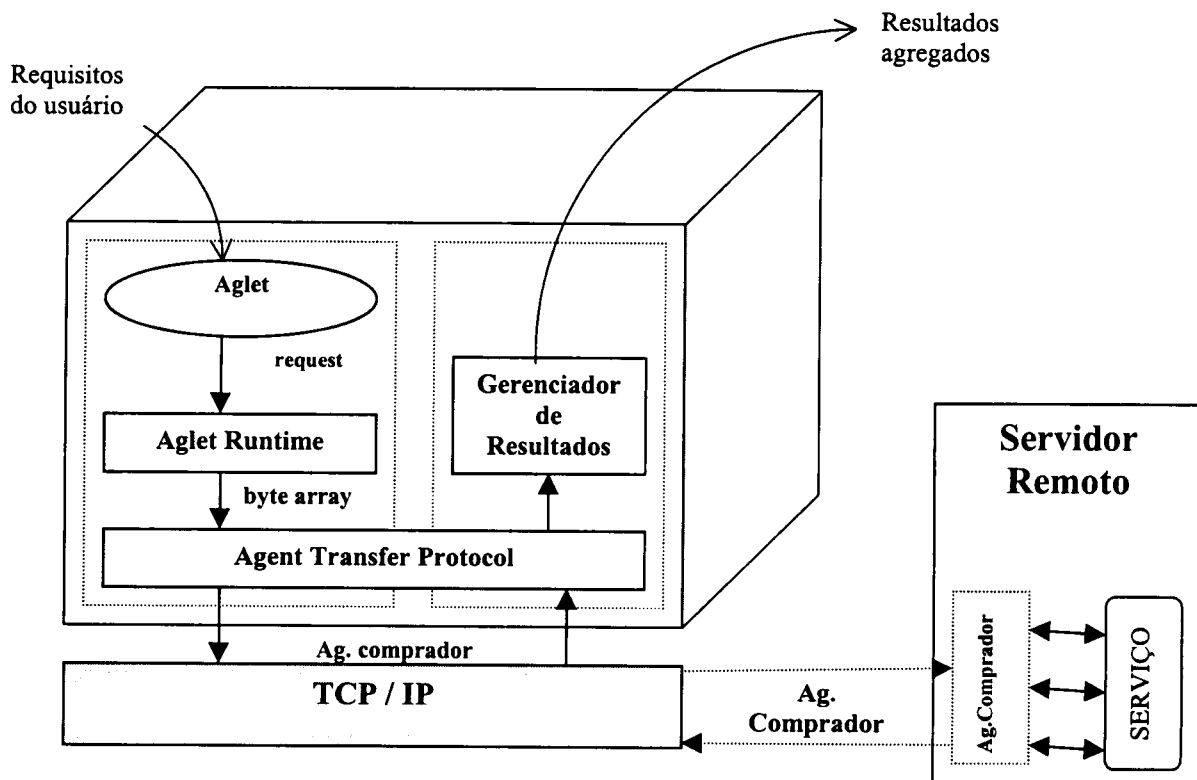 Resultados
agregados
Requisitos
do usuário
Aglet
request
Gerenciador
de
Resultados
Aglet Runtime
byte array
Agent Transfer Protocol
Ag. comprador
TCP / IP
Ag.
Comprador
Servidor
Remoto
Ag.Comprador
SERVIÇO